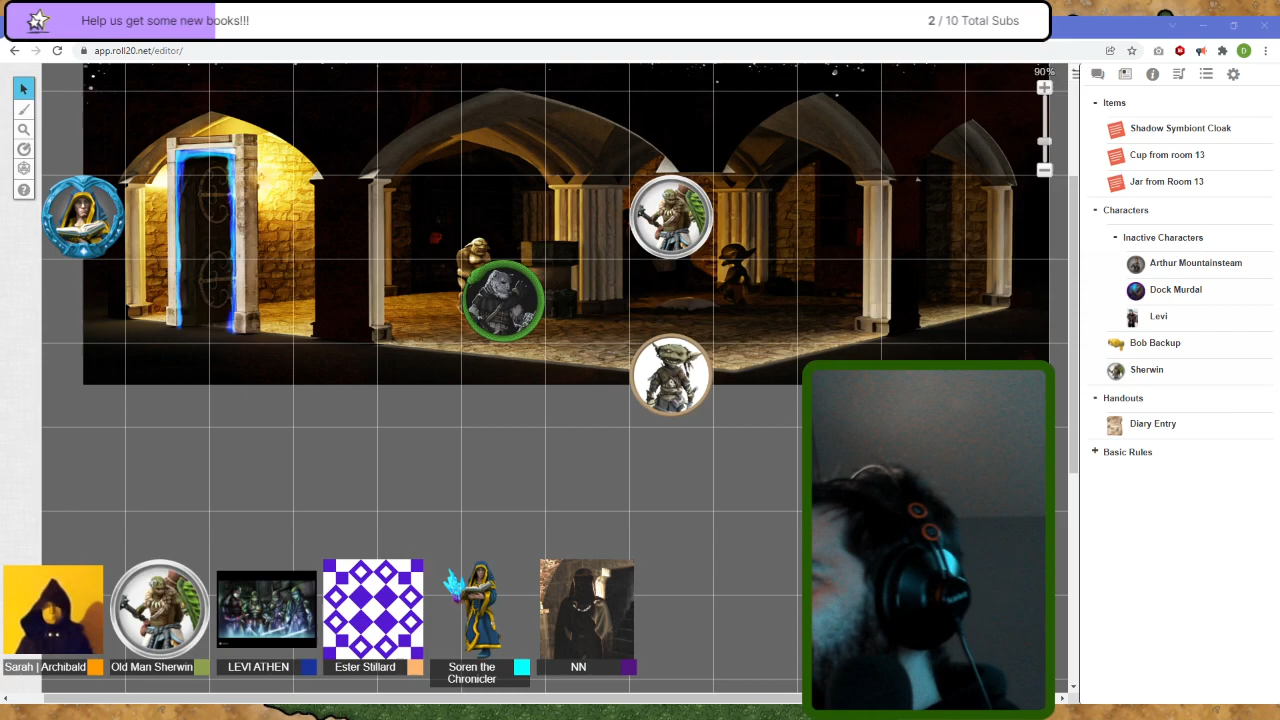 Help us get some new books!!!
2 / 10 Total Subs
app.roll20.net/editor/
D
90%
Items
Shadow Symbiont Cloak
Cup from room 13
Jar from Room 13
Characters
Inactive Characters
Arthur Mountainsteam
Dock Murdal
Levi
Bob Backup
Sherwin
Handouts
Diary Entry
Basic Rules
Sarah | Archibald
Old Man Sherwin
LEVI ATHEN
Ester Stillard
Soren the
Chronicler
NN